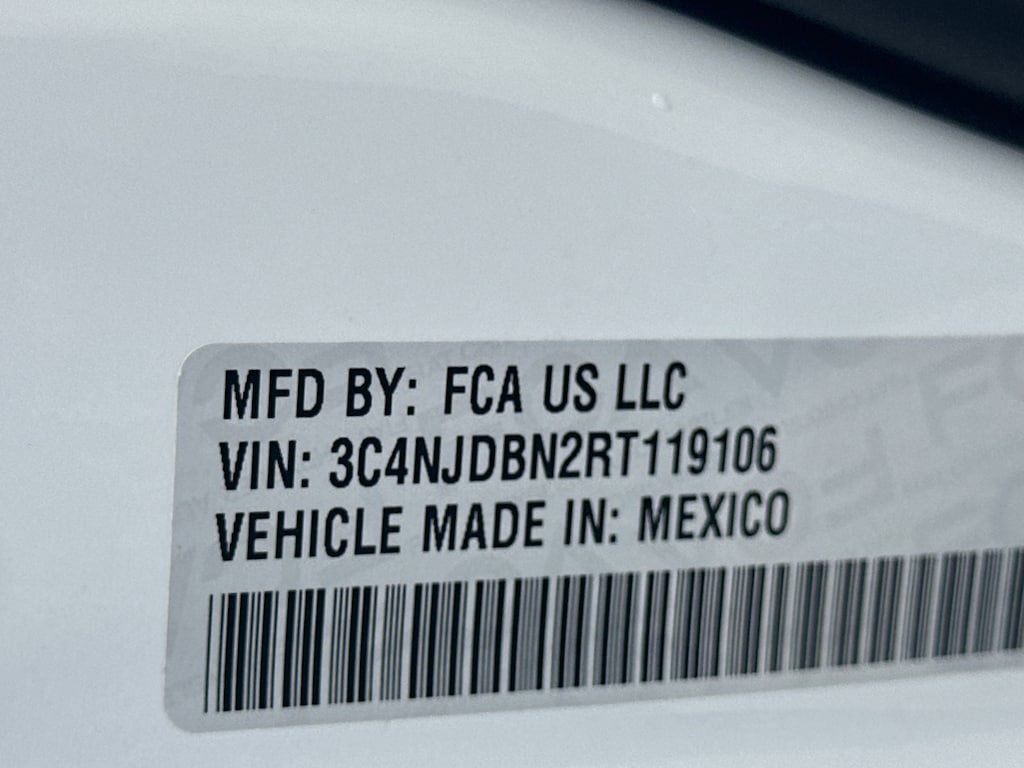 MFD BY: FCA US LLC
VIN: 3C4NJDBN2RT119106
VEHICLE MADE IN: MEXICO